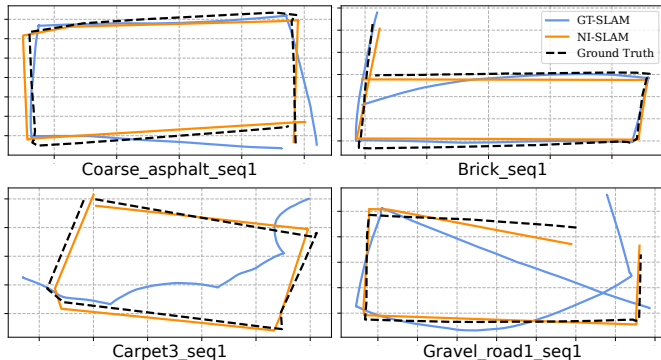 GT-SLAM
NI-SLAM
Ground Truth
Coarse_asphalt_seq1
Brick_seq1
Carpet3_seq1
Gravel_road1_seq1